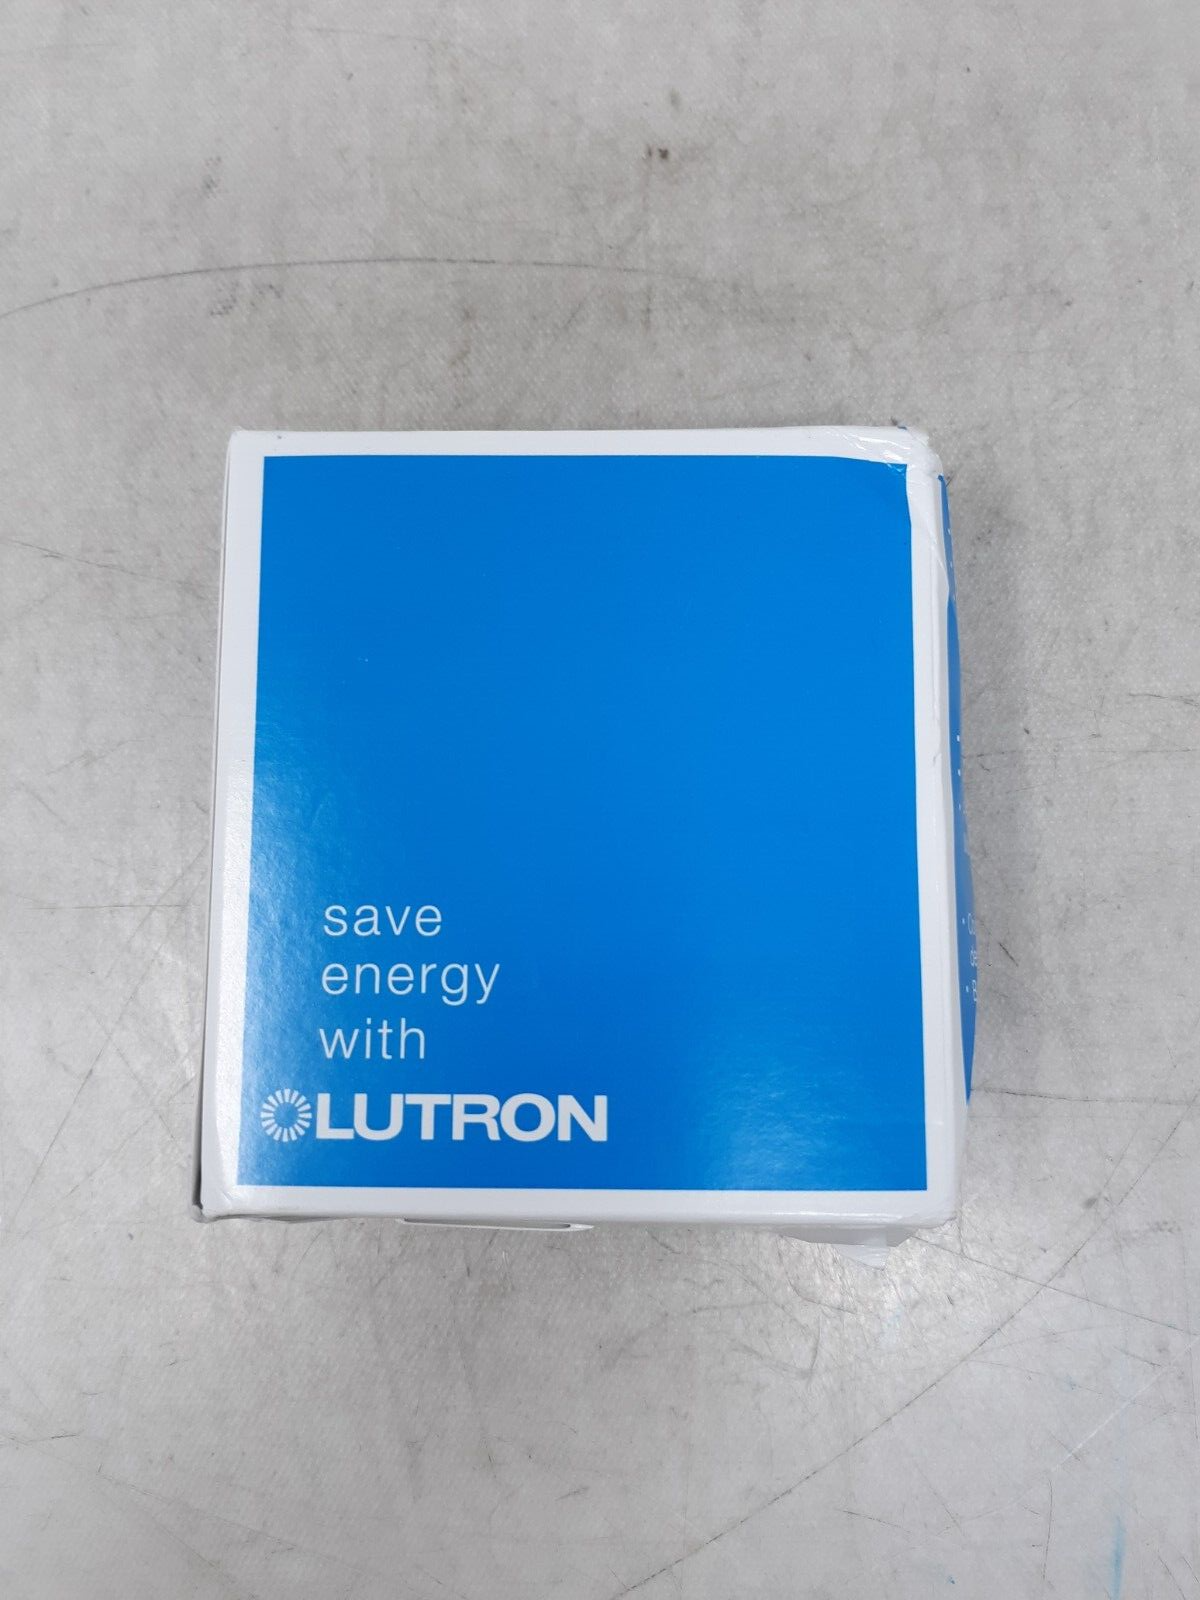 save
energy
with
LUTRON